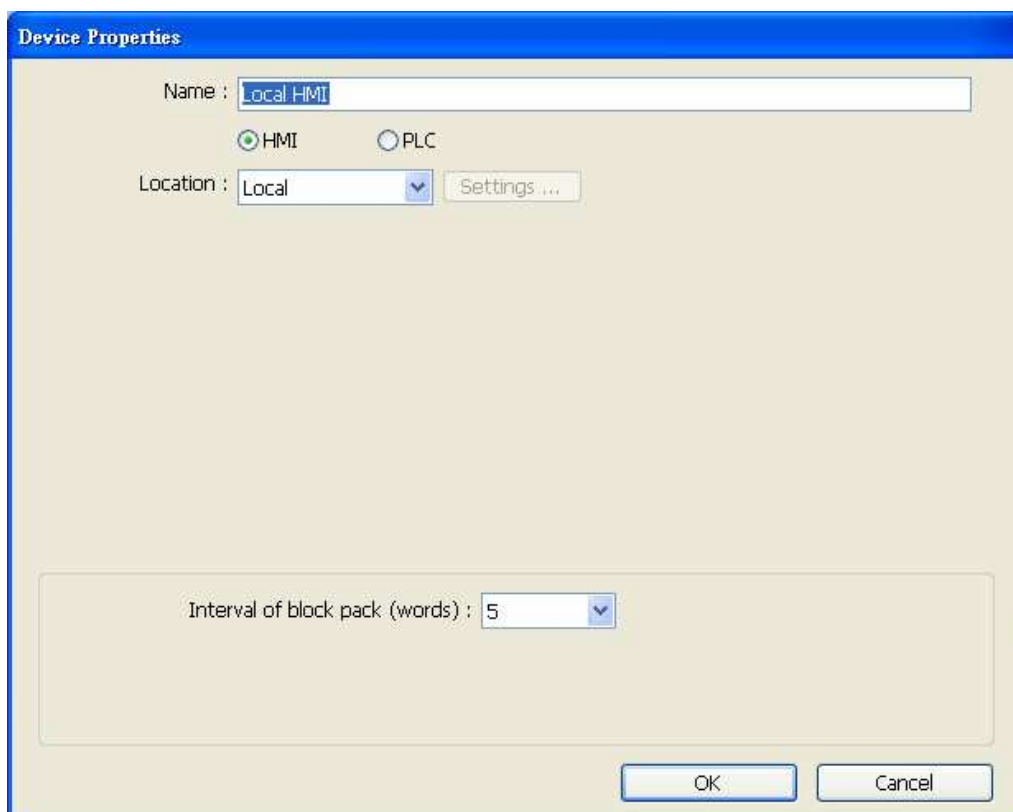 Device Properties
Name : Local HMI
HMI PLC
Location : Local Settings ...
Interval of block pack (words) : 5
OK Cancel